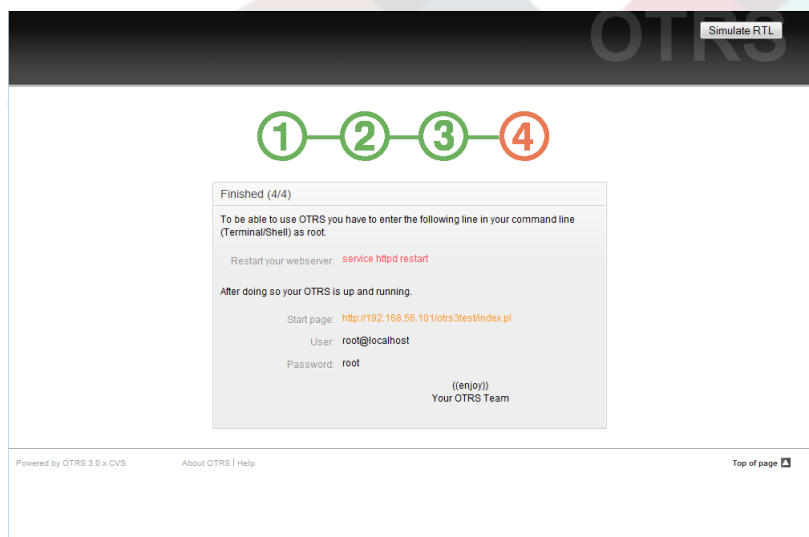 OTRS
Simulate RTL
1 2 3 4
Finished (4/4)
To be able to use OTRS you have to enter the following line in your command line
(Terminal/Shell) as root.
Restart your webserver: service httpd restart
After doing so your OTRS is up and running.
Start page: http://192.168.56.101/otrs3test/index.pl
User: root@localhost
Password: root
((enjoy))
Your OTRS Team
Powered by OTRS 3.0.x CVS About OTRS | Help Top of page